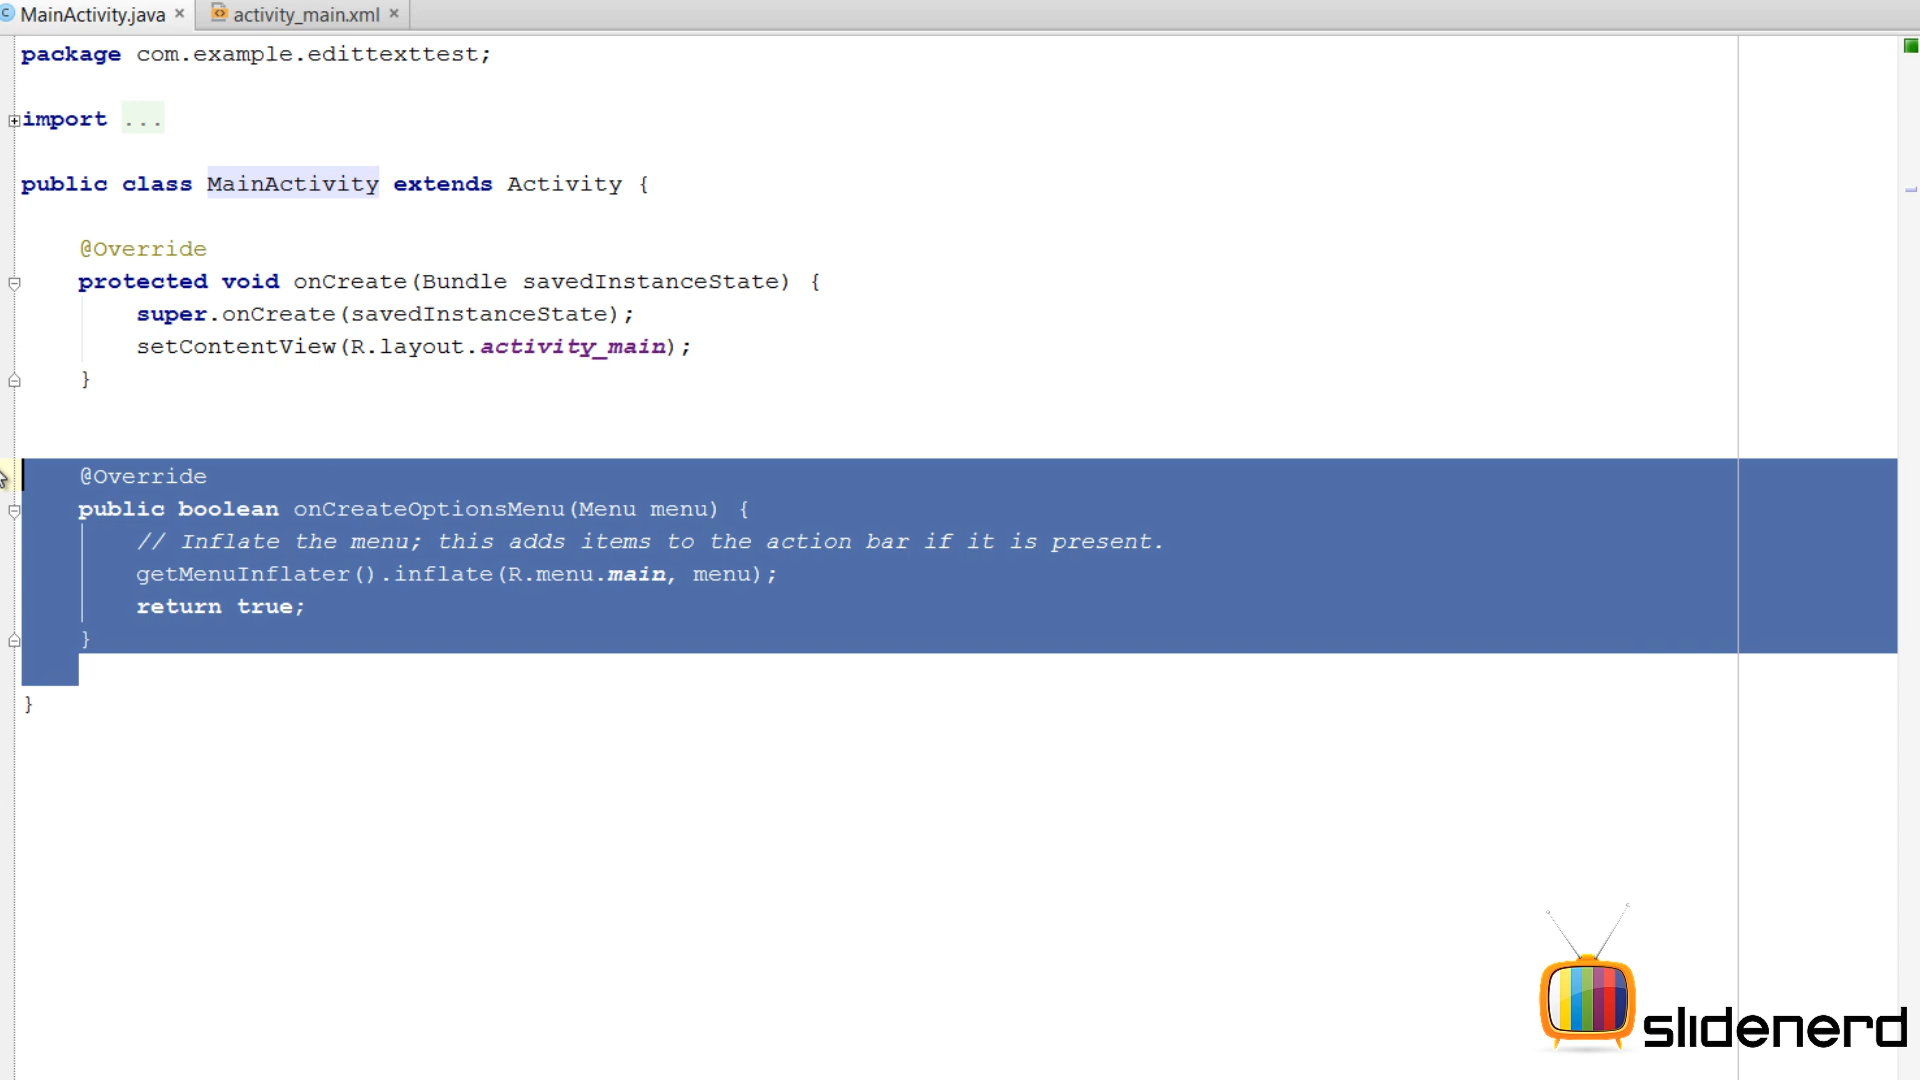 MainActivity.java × activity_main.xml ×
package com.example.edittexttest;
import ...
public class MainActivity extends Activity {
@Override
protected void onCreate(Bundle savedInstanceState) {
super.onCreate(savedInstanceState);
setContentView(R.layout.activity_main);
}
@Override
public boolean onCreateOptionsMenu(Menu menu) {
// Inflate the menu; this adds items to the action bar if it is present.
getMenuInflater().inflate(R.menu.main, menu);
return true;
}
}
slidenerd